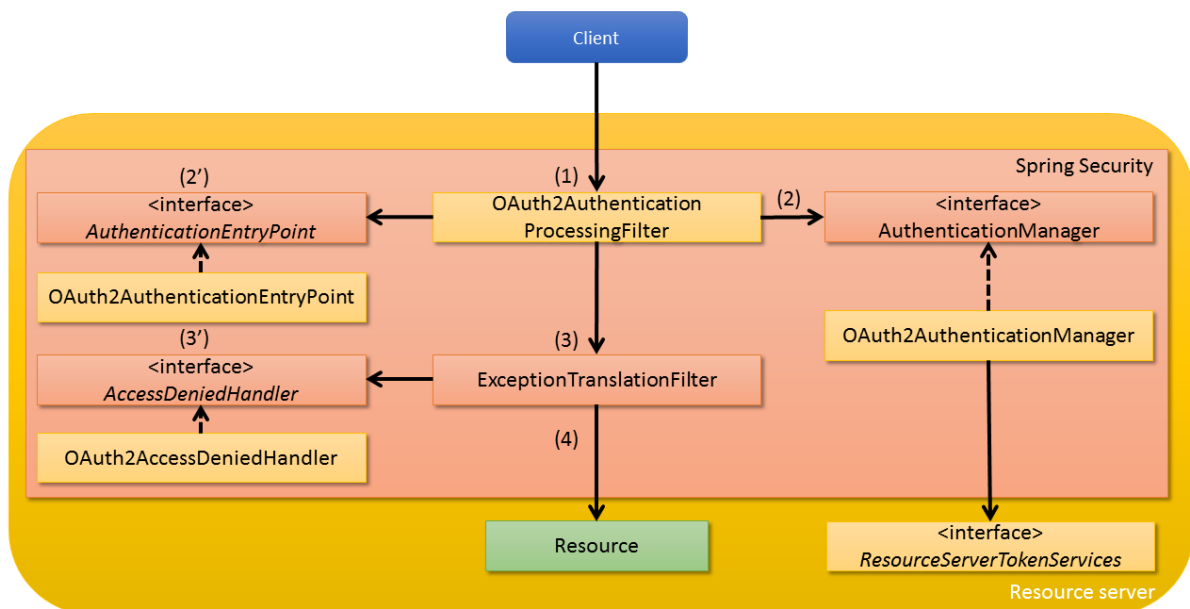 Client
Spring Security
(2')
(1)
<interface>
AuthenticationEntryPoint
OAuth2Authentication
ProcessingFilter
(2)
<interface>
AuthenticationManager
OAuth2AuthenticationEntryPoint
OAuth2AuthenticationManager
(3')
(3)
<interface>
AccessDeniedHandler
ExceptionTranslationFilter
(4)
OAuth2AccessDeniedHandler
Resource
<interface>
ResourceServerTokenServices
Resource server